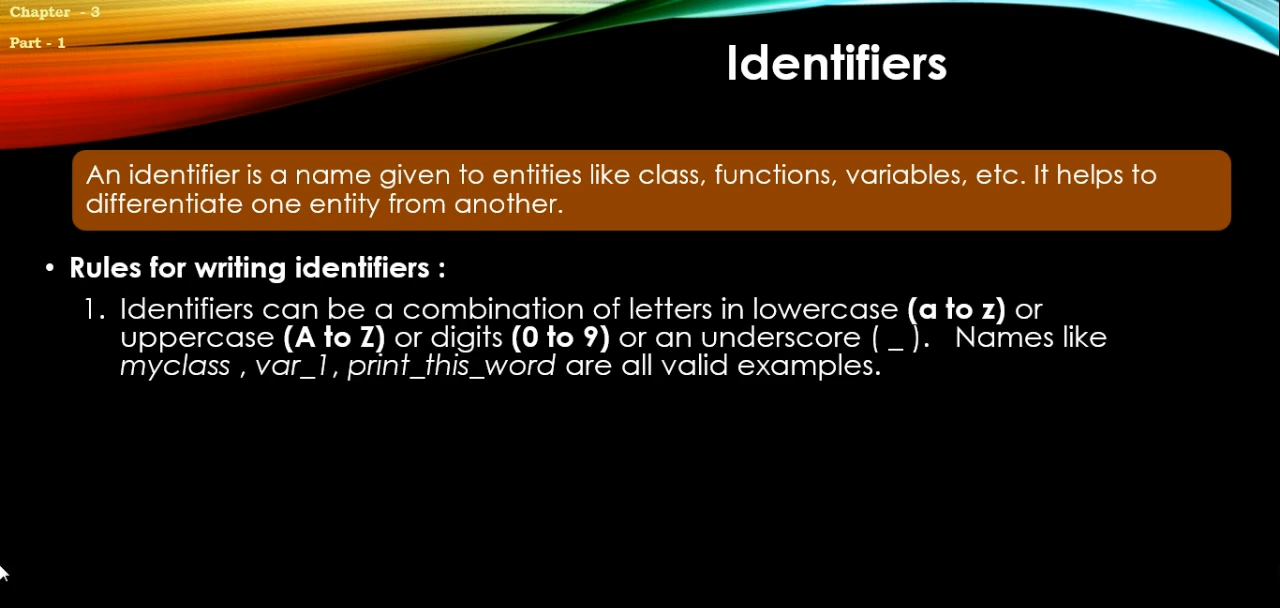 Chapter - 3
Part - 1
Identifiers
An identifier is a name given to entities like class, functions, variables, etc. It helps to
differentiate one entity from another.
• Rules for writing identifiers :
1. Identifiers can be a combination of letters in lowercase (a to z) or
uppercase (A to Z) or digits (0 to 9) or an underscore ( _ ). Names like
myclass , var_1, print_this_word are all valid examples.